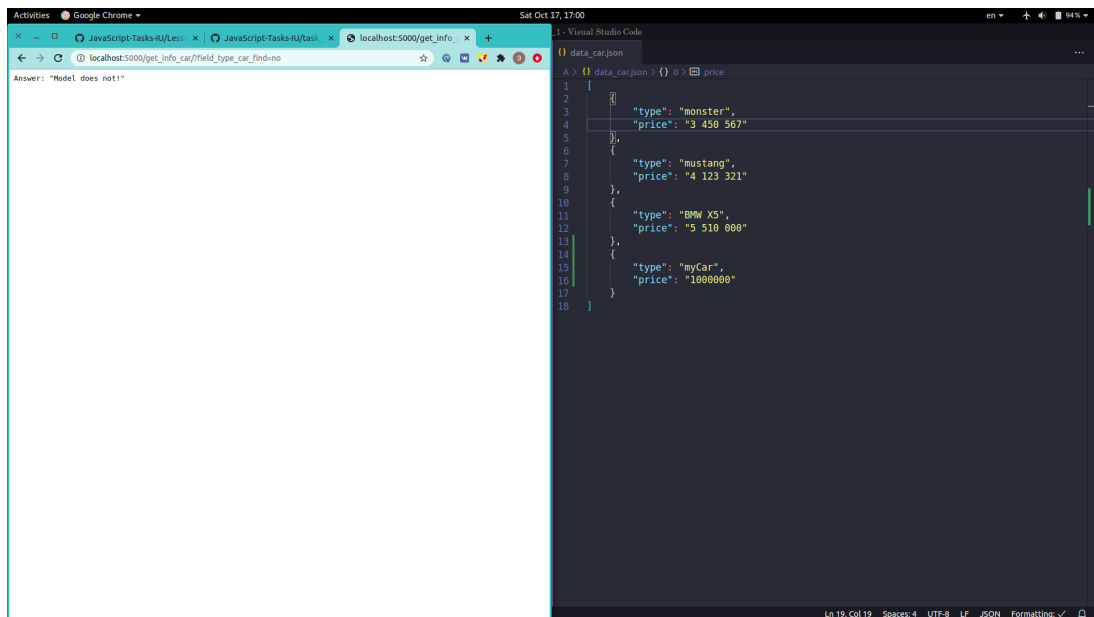 Activities Google Chrome ▾ Sat Oct 17, 17:00 en ▾ 94% ▾
JavaScript-Tasks-IU/Less × JavaScript-Tasks-IU/task × localhost:5000/get_info_ × +
localhost:5000/get_info_car/?field_type_car_find=no
Answer: "Model does not!"
_1 - Visual Studio Code
{} data_car.json ...
A > {} data_car.json > {} 0 > price
1 [
2 {
3 "type": "monster",
4 "price": "3 450 567"
5 },
6 {
7 "type": "mustang",
8 "price": "4 123 321"
9 },
10 {
11 "type": "BMW X5",
12 "price": "5 510 000"
13 },
14 {
15 "type": "myCar",
16 "price": "1000000"
17 }
18 ]
Ln 19, Col 19 Spaces: 4 UTF-8 LF JSON Formatting: ✓